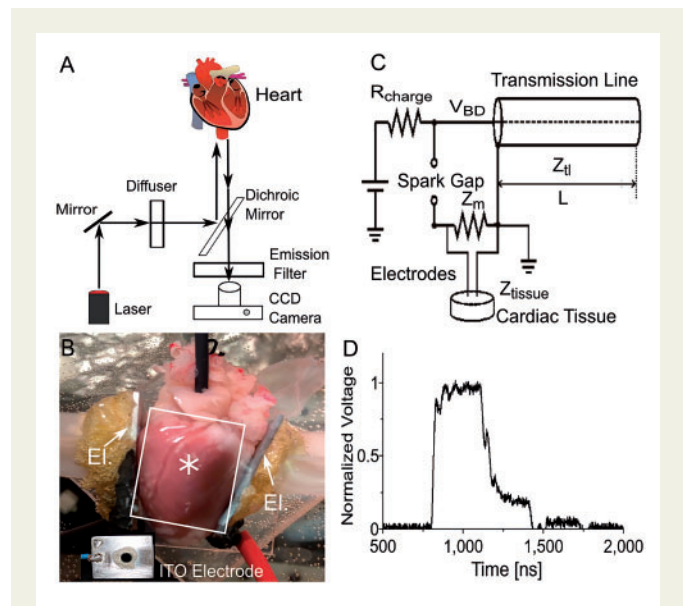 A
Heart
Diffuser
Mirror
Dichroic
Mirror
Emission
Filter
Laser
CCD
Camera
B
*
El.
El.
ITO Electrode
C
Transmission Line
Rcharge
VBD
Spark Gap
Ztl
L
Zm
Electrodes
Ztissue
Cardiac Tissue
D
Normalized Voltage
1
0.5
0
500
1,000
1,500
2,000
Time [ns]